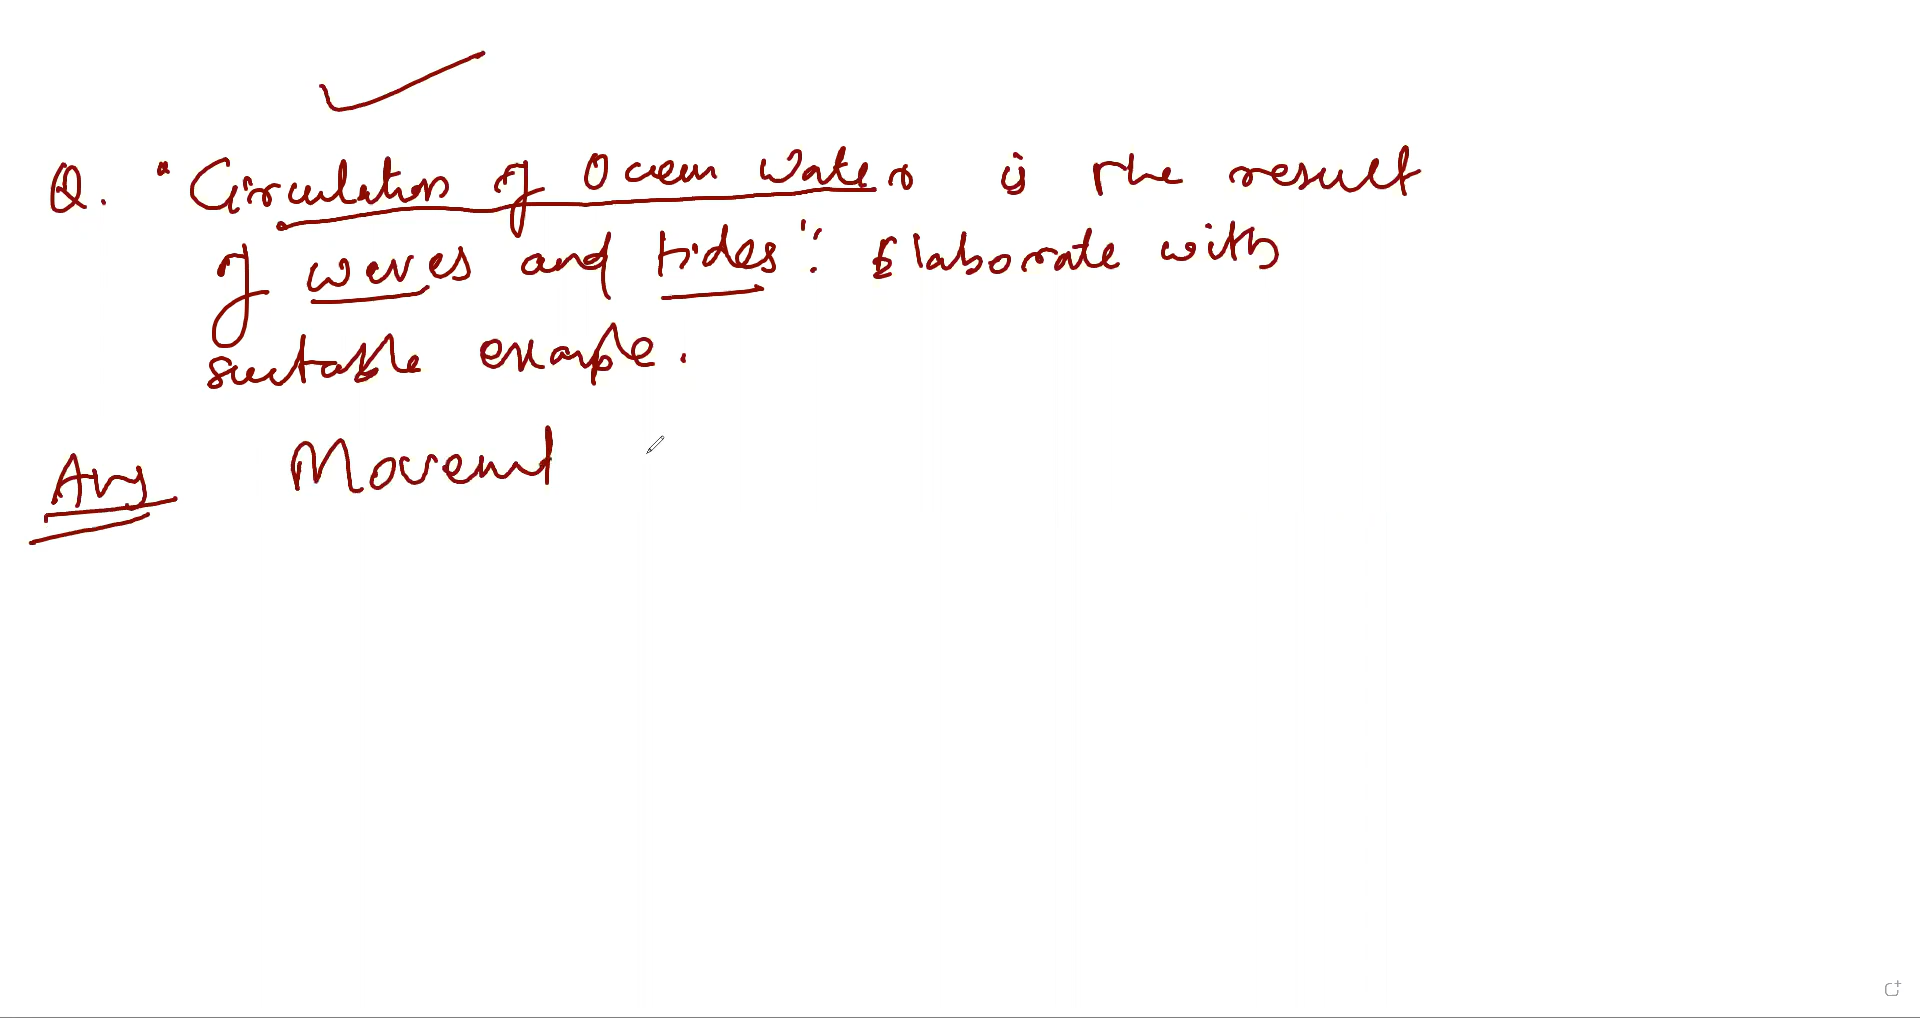 Q. "Circulation of Ocean Water is the result
of waves and tides". Elaborate with
suitable example.
Ans Movement